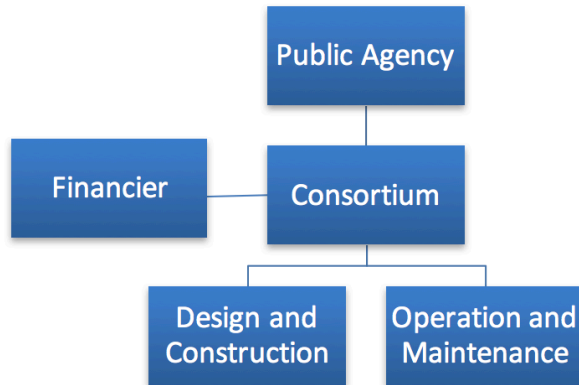 Public Agency
Financier
Consortium
Design and
Construction
Operation and
Maintenance